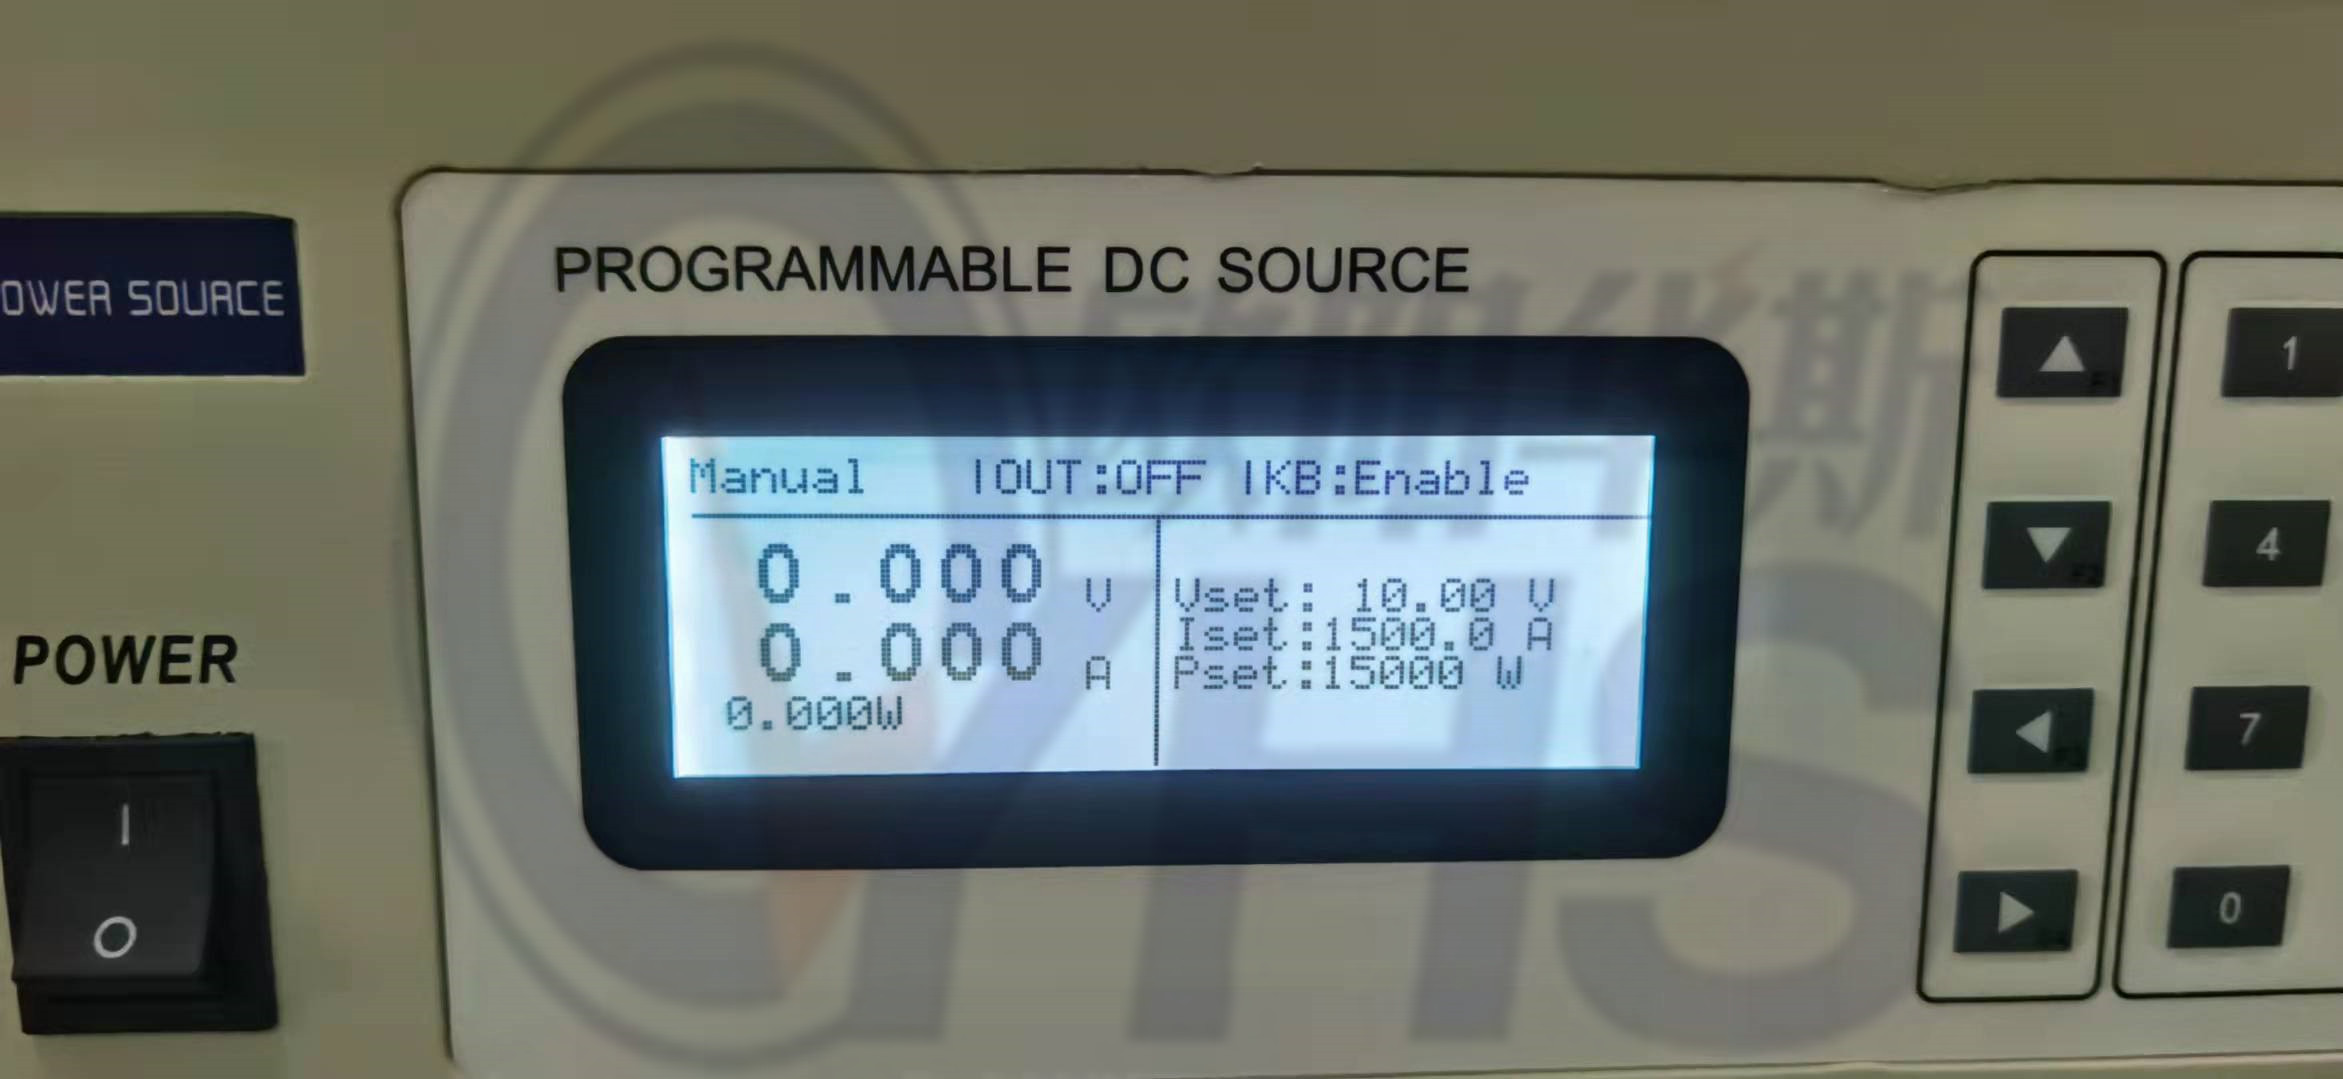 OWER SOURCE
POWER
I
O
PROGRAMMABLE DC SOURCE
Manual |OUT:OFF |KB:Enable
0.000 V
0.000 A
0.000W
Vset: 10.00 V
Iset:1500.0 A
Pset:15000 W
1
4
7
0